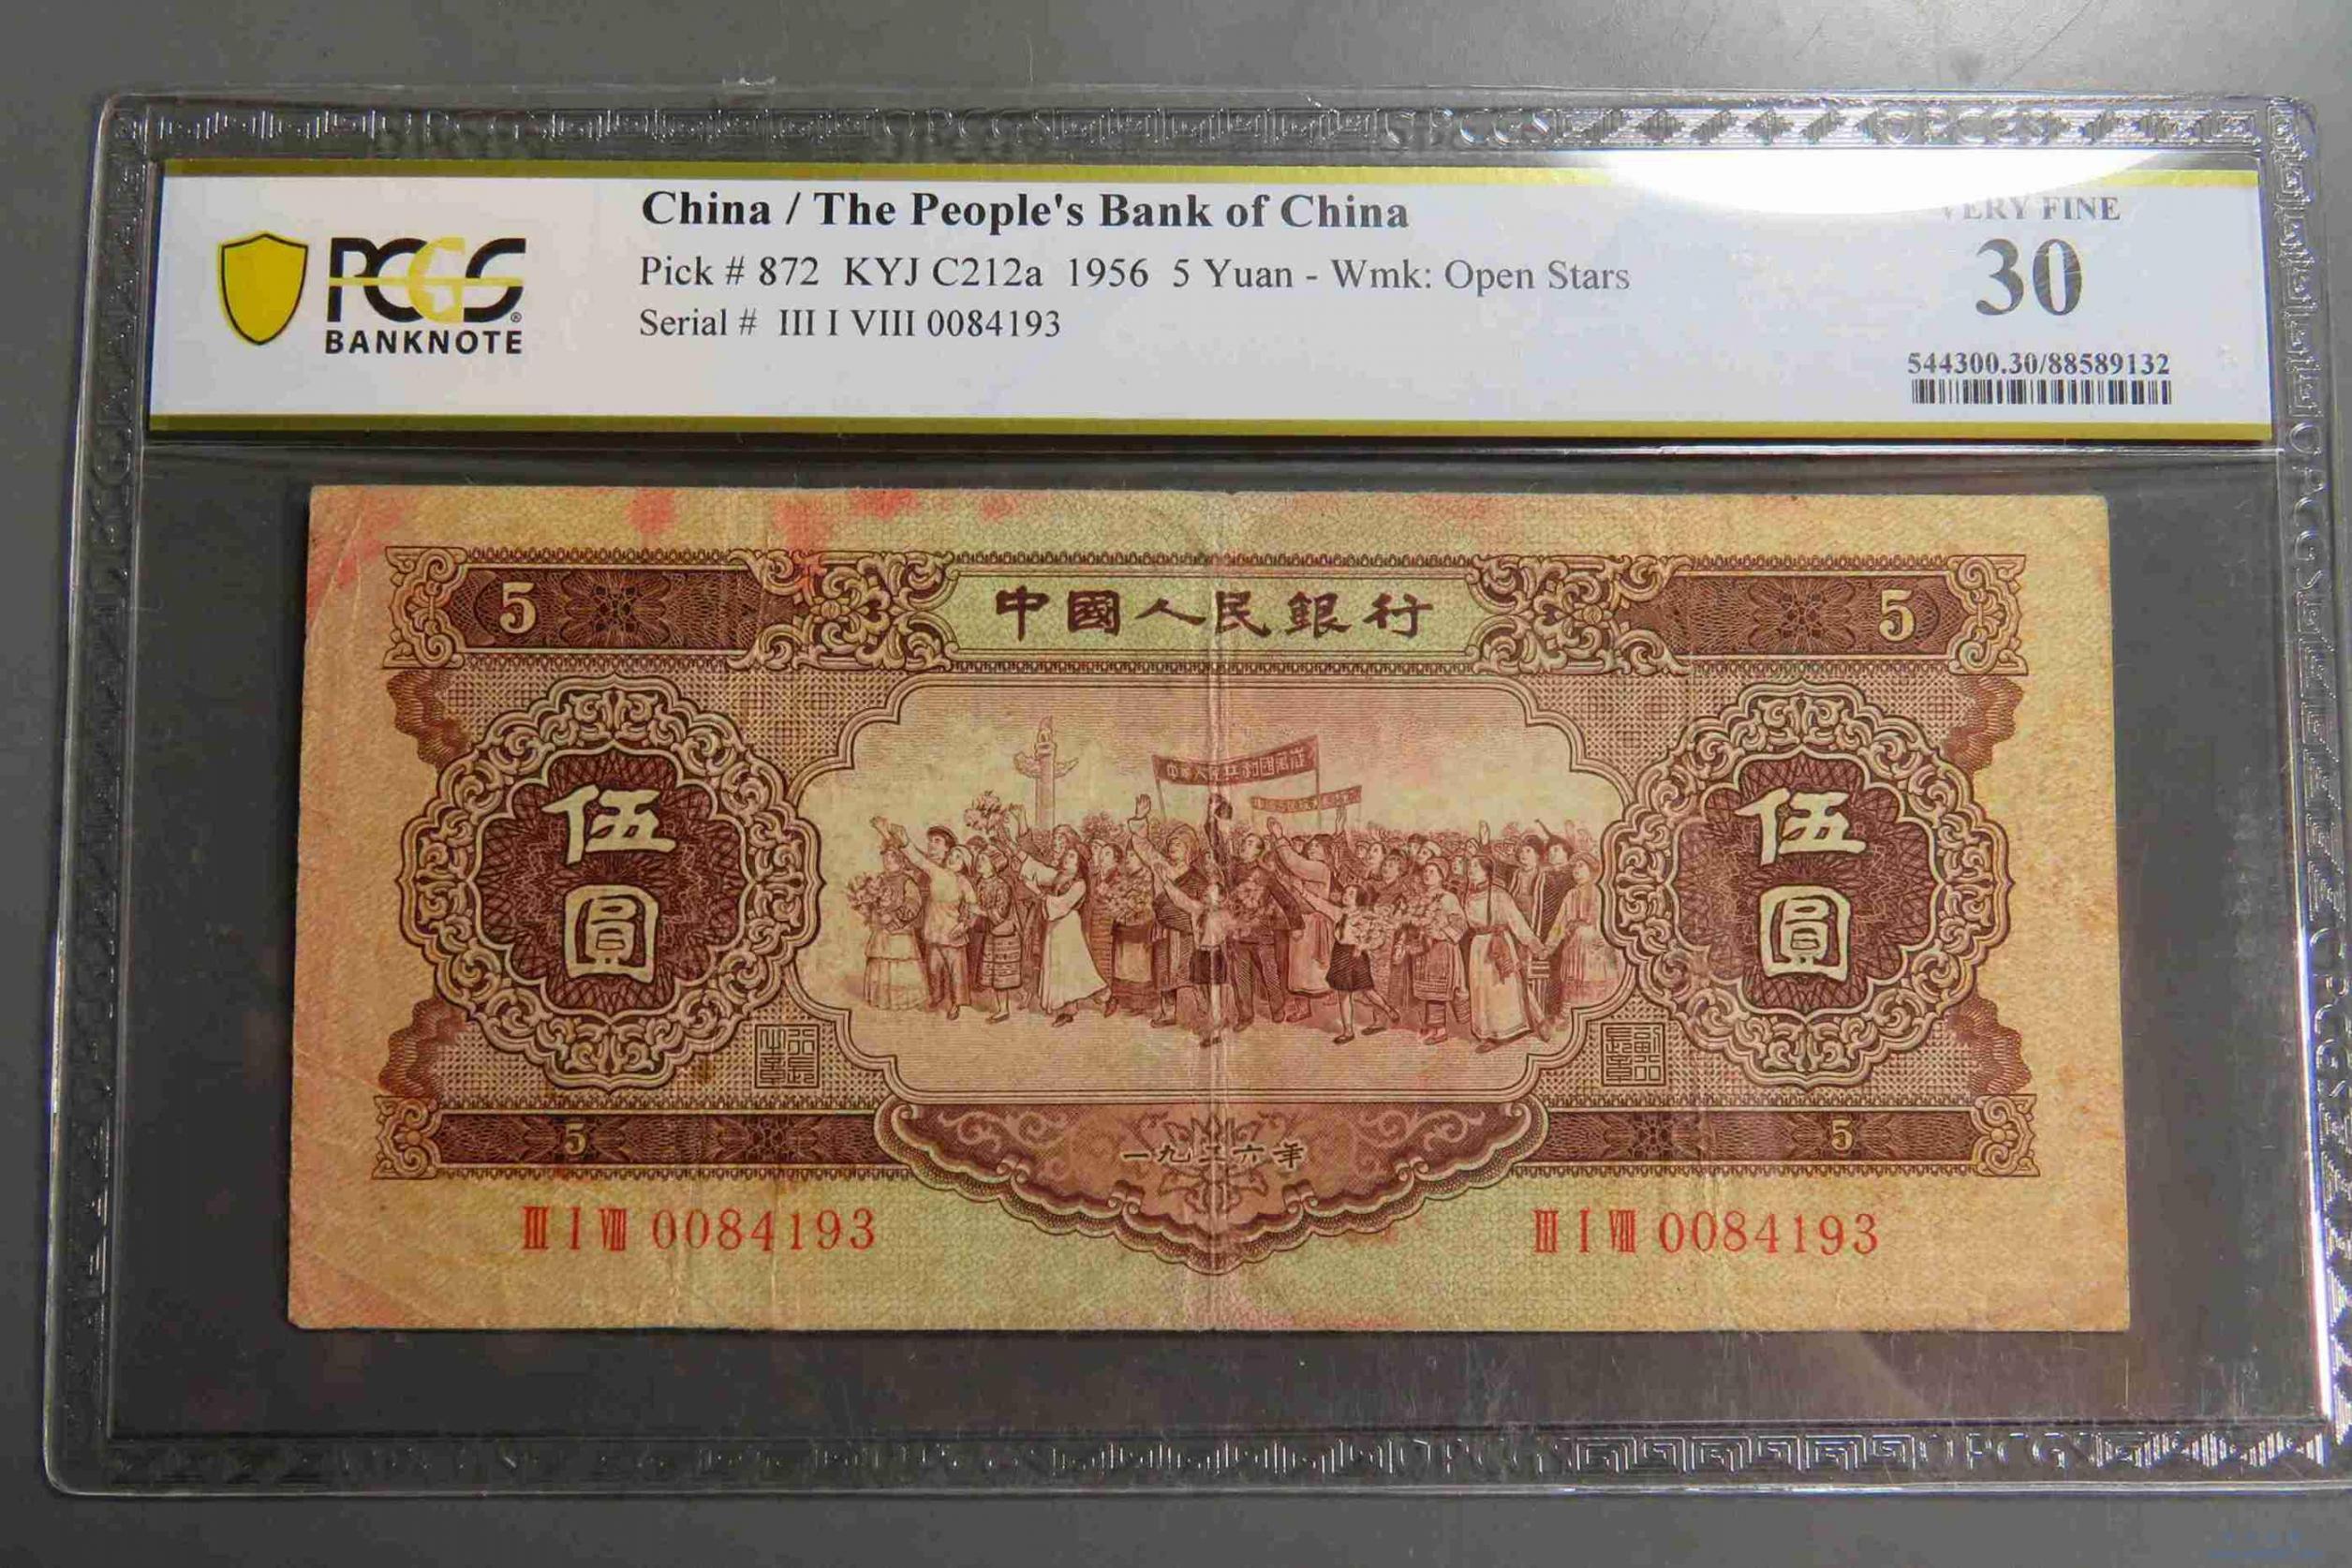 PCGS
BANKNOTE
China / The People's Bank of China
Pick # 872 KYJ C212a 1956 5 Yuan - Wmk: Open Stars
Serial # III I VIII 0084193
VERY FINE
30
544300.30/88589132
5
中國人民銀行
5
伍圓
伍圓
5
一九五六年
5
III I VIII 0084193
III I VIII 0084193